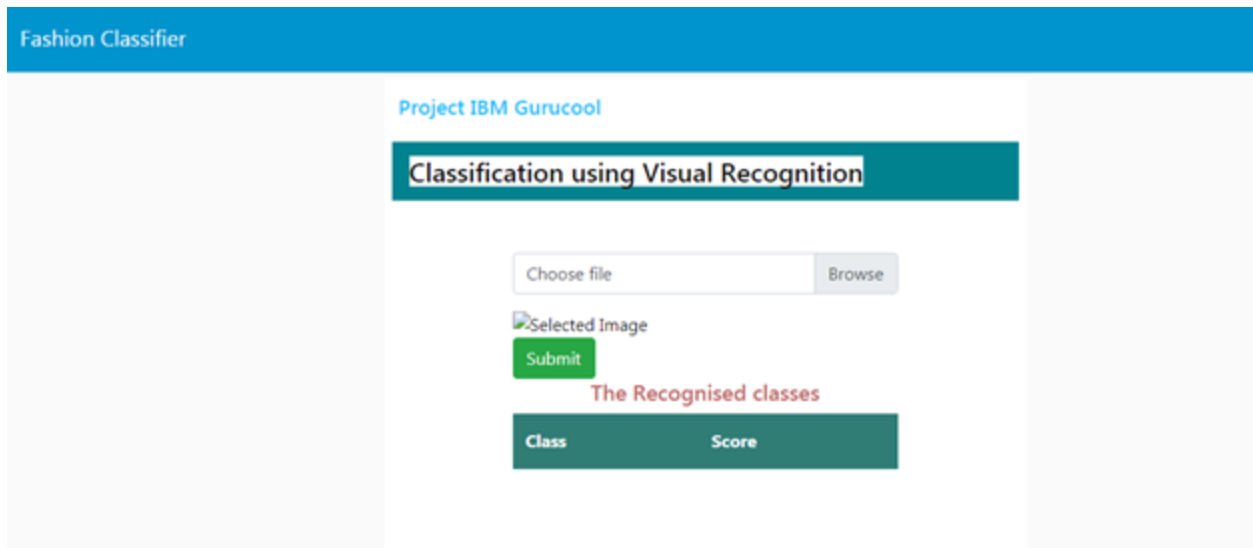 Fashion Classifier
Project IBM Gurucool
Classification using Visual Recognition
Choose file Browse
Selected Image
Submit
The Recognised classes
Class Score